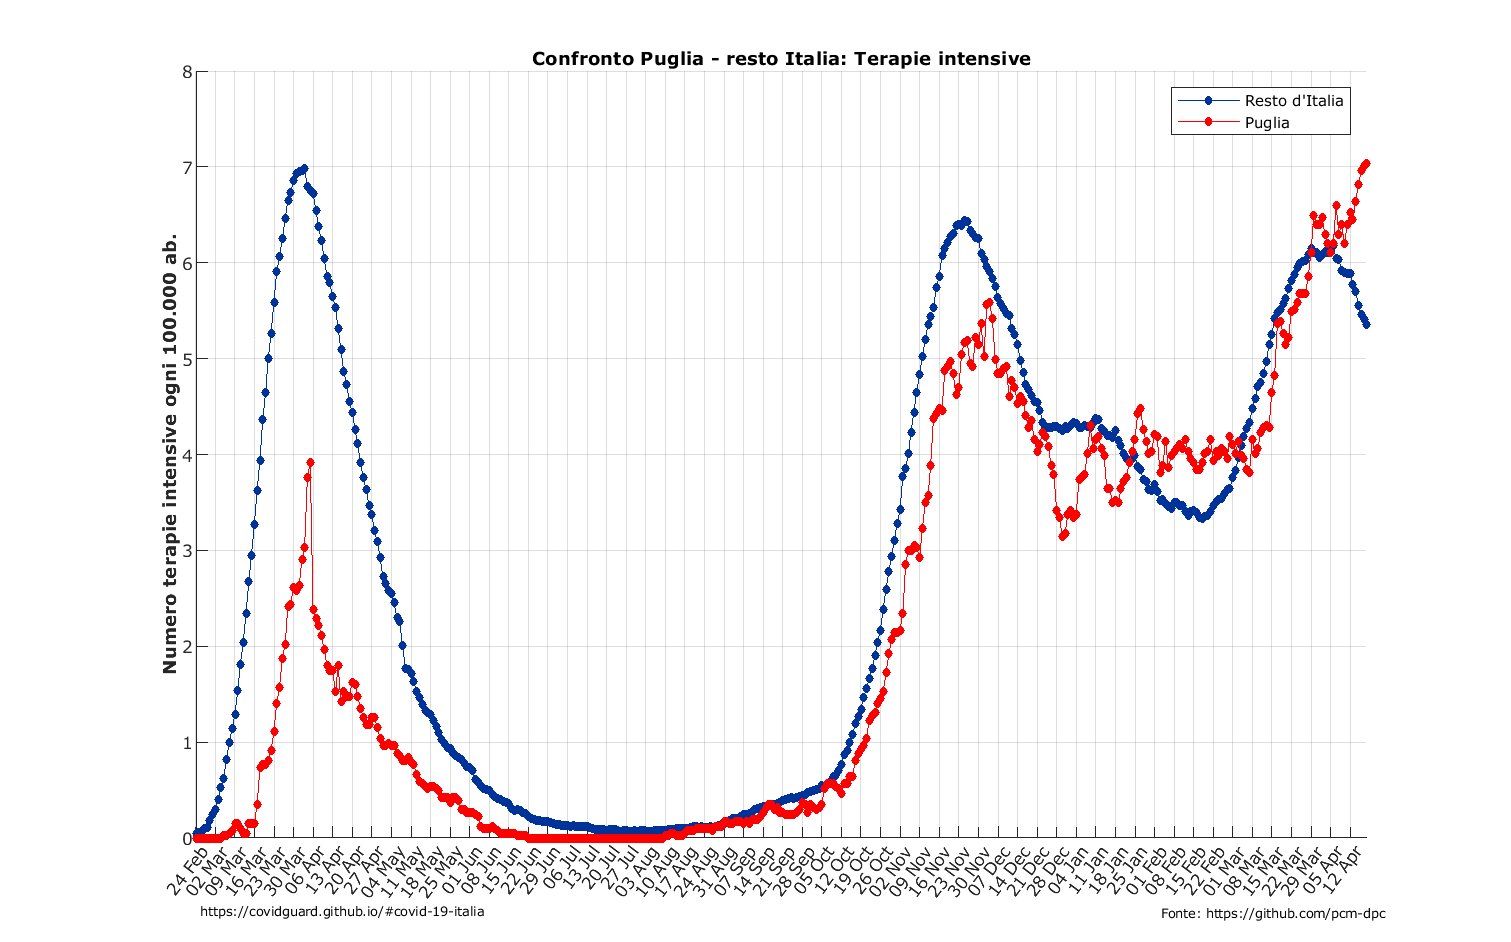 Confronto Puglia - resto Italia: Terapie intensive
Resto d'Italia
Puglia
Numero terapie intensive ogni 100.000 ab.
8
7
6
5
4
3
2
1
0
24 Feb
02 Mar
09 Mar
16 Mar
23 Mar
30 Mar
06 Apr
13 Apr
20 Apr
27 Apr
04 May
11 May
18 May
25 May
01 Jun
08 Jun
15 Jun
22 Jun
29 Jun
06 Jul
13 Jul
20 Jul
27 Jul
03 Aug
10 Aug
17 Aug
24 Aug
31 Aug
07 Sep
14 Sep
21 Sep
28 Sep
05 Oct
12 Oct
19 Oct
26 Oct
02 Nov
09 Nov
16 Nov
23 Nov
30 Nov
07 Dec
14 Dec
21 Dec
28 Dec
04 Jan
11 Jan
18 Jan
25 Jan
01 Feb
08 Feb
15 Feb
22 Feb
01 Mar
08 Mar
15 Mar
22 Mar
29 Mar
05 Apr
12 Apr
https://covidguard.github.io/#covid-19-italia
Fonte: https://github.com/pcm-dpc